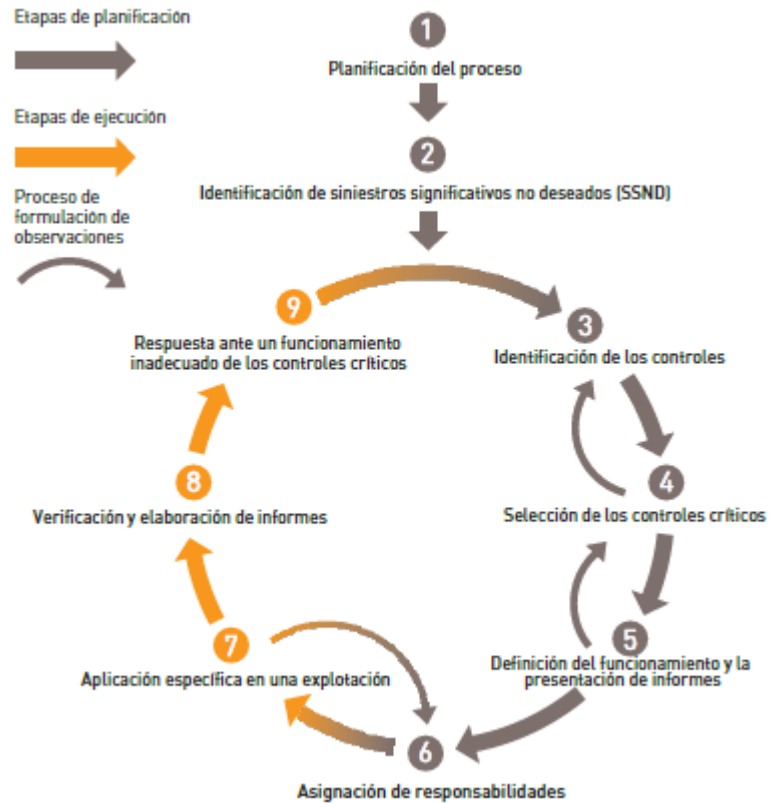 Etapas de planificación
Etapas de ejecución
Proceso de
formulación de
observaciones
1
Planificación del proceso
2
Identificación de siniestros significativos no deseados (SSND)
3
Identificación de los controles
4
Selección de los controles críticos
5
Definición del funcionamiento y la
presentación de informes
6
Asignación de responsabilidades
7
Aplicación específica en una explotación
8
Verificación y elaboración de informes
9
Respuesta ante un funcionamiento
inadecuado de los controles críticos